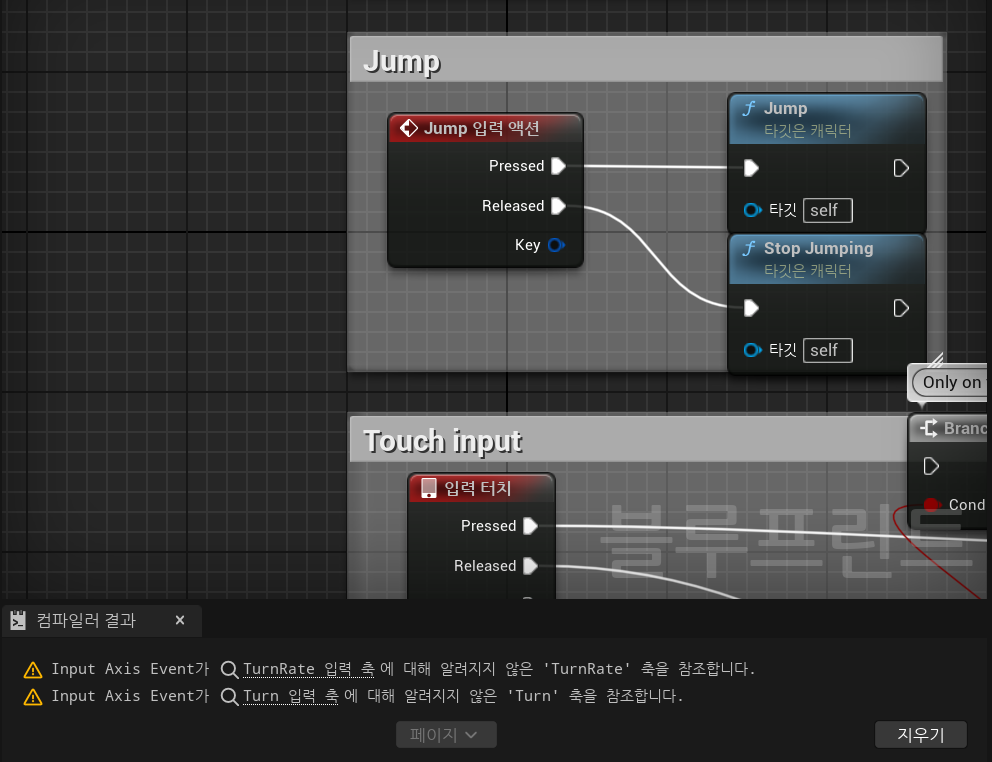 Jump
Jump 입력 액션
Pressed
Released
Key
Jump
타깃은 캐릭터
타깃 self
Stop Jumping
타깃은 캐릭터
타깃 self
Only on
Touch input
Branc
Cond
입력 터치
Pressed
Released
블루프린트
컴파일러 결과
Input Axis Event가 TurnRate 입력 축 에 대해 알려지지 않은 'TurnRate' 축을 참조합니다.
Input Axis Event가 Turn 입력 축 에 대해 알려지지 않은 'Turn' 축을 참조합니다.
페이지
지우기